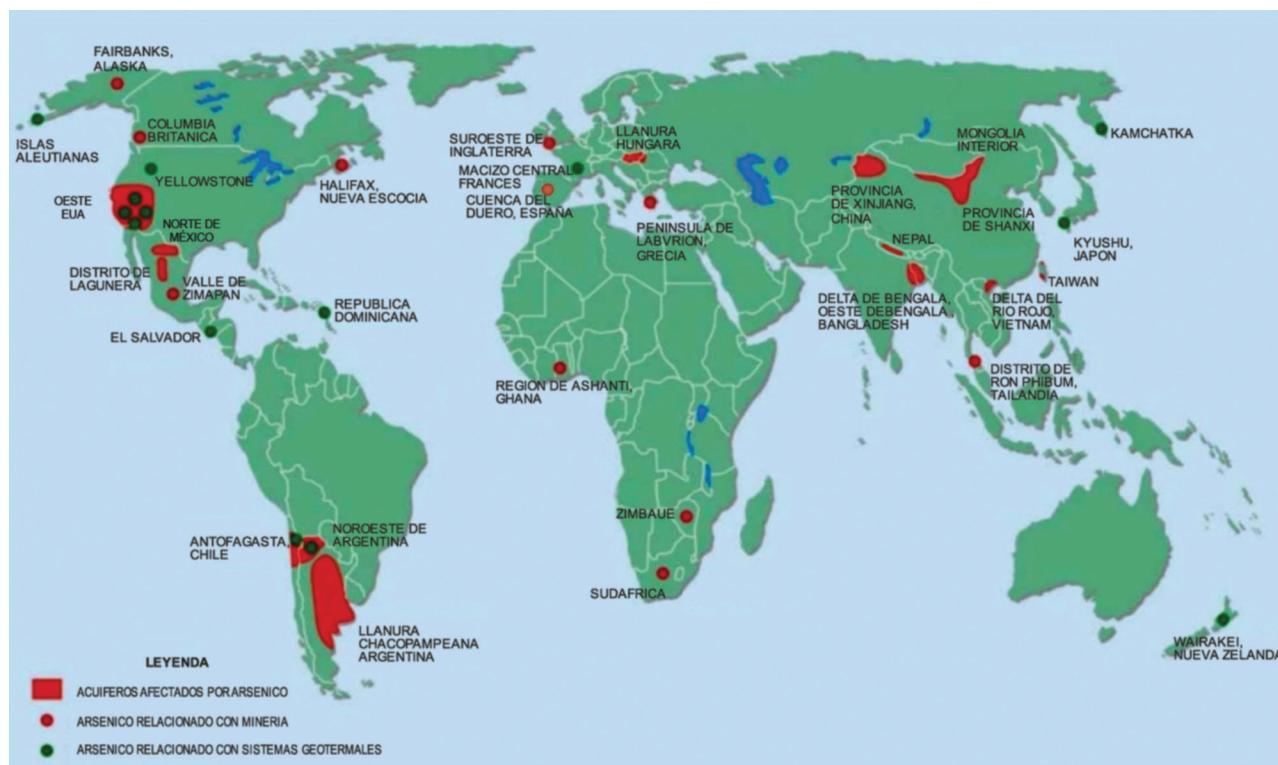 FAIRBANKS,
ALASKA
ISLAS
ALEUTIANAS
COLUMBIA
BRITANICA
YELLOWSTONE
HALIFAX,
NUEVA ESCOCIA
OESTE
EUA
NORTE DE
MÉXICO
DISTRITO DE
LAGUNERA
VALLE DE
ZIMAPAN
REPUBLICA
DOMINICANA
EL SALVADOR
SUROESTE DE
INGLATERRA
LLANURA
HUNGARA
MACIZO CENTRAL
FRANCES
CUENCA DEL
DUERO, ESPAÑA
PENINSULA DE
LABVRION,
GRECIA
MONGOLIA
INTERIOR
KAMCHATKA
PROVINCIA
DE XINJIANG,
CHINA
PROVINCIA
DE SHANXI
KYUSHU,
JAPON
NEPAL
TAIWAN
DELTA DE BENGALA,
OESTE DEBENGALA,
BANGLADESH
DELTA DEL
RIO ROJO,
VIETNAM
DISTRITO DE
RON PHIBUM,
TAILANDIA
REGION DE ASHANTI,
GHANA
ZIMBAUE
SUDAFRICA
ANTOFAGASTA,
CHILE
NOROESTE DE
ARGENTINA
LLANURA
CHACOPAMPEANA
ARGENTINA
WAIRAKEI,
NUEVA ZELANDA
LEYENDA
ACUIFEROS AFECTADOS POR ARSENICO
ARSENICO RELACIONADO CON MINERIA
ARSENICO RELACIONADO CON SISTEMAS GEOTERMALES